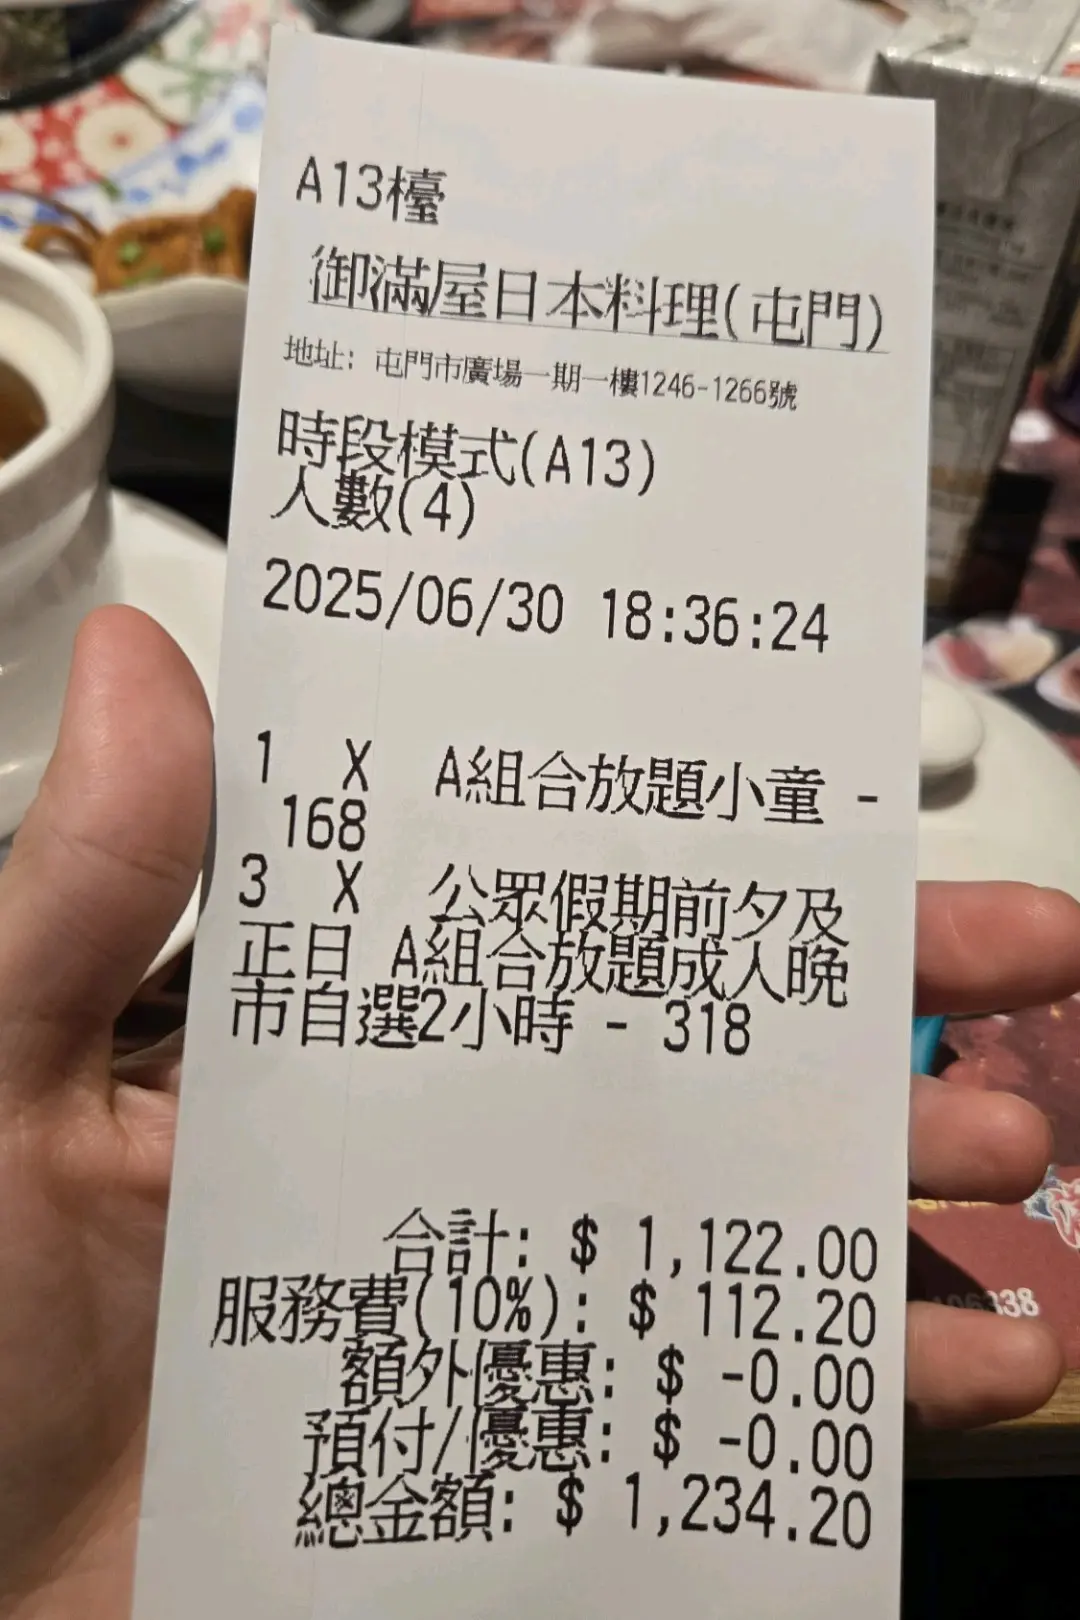 A13檯
御滿屋日本料理(屯門)
地址: 屯門市廣場一期一樓1246-1266號
時段模式(A13)
人數(4)
2025/06/30 18:36:24
1 X A組合放題小童 -
168
3 X 公眾假期前夕及
正日 A組合放題成人晚
市自選2小時 - 318
合計: $ 1,122.00
服務費(10%): $ 112.20
額外優惠: $ -0.00
預付/優惠: $ -0.00
總金額: $ 1,234.20